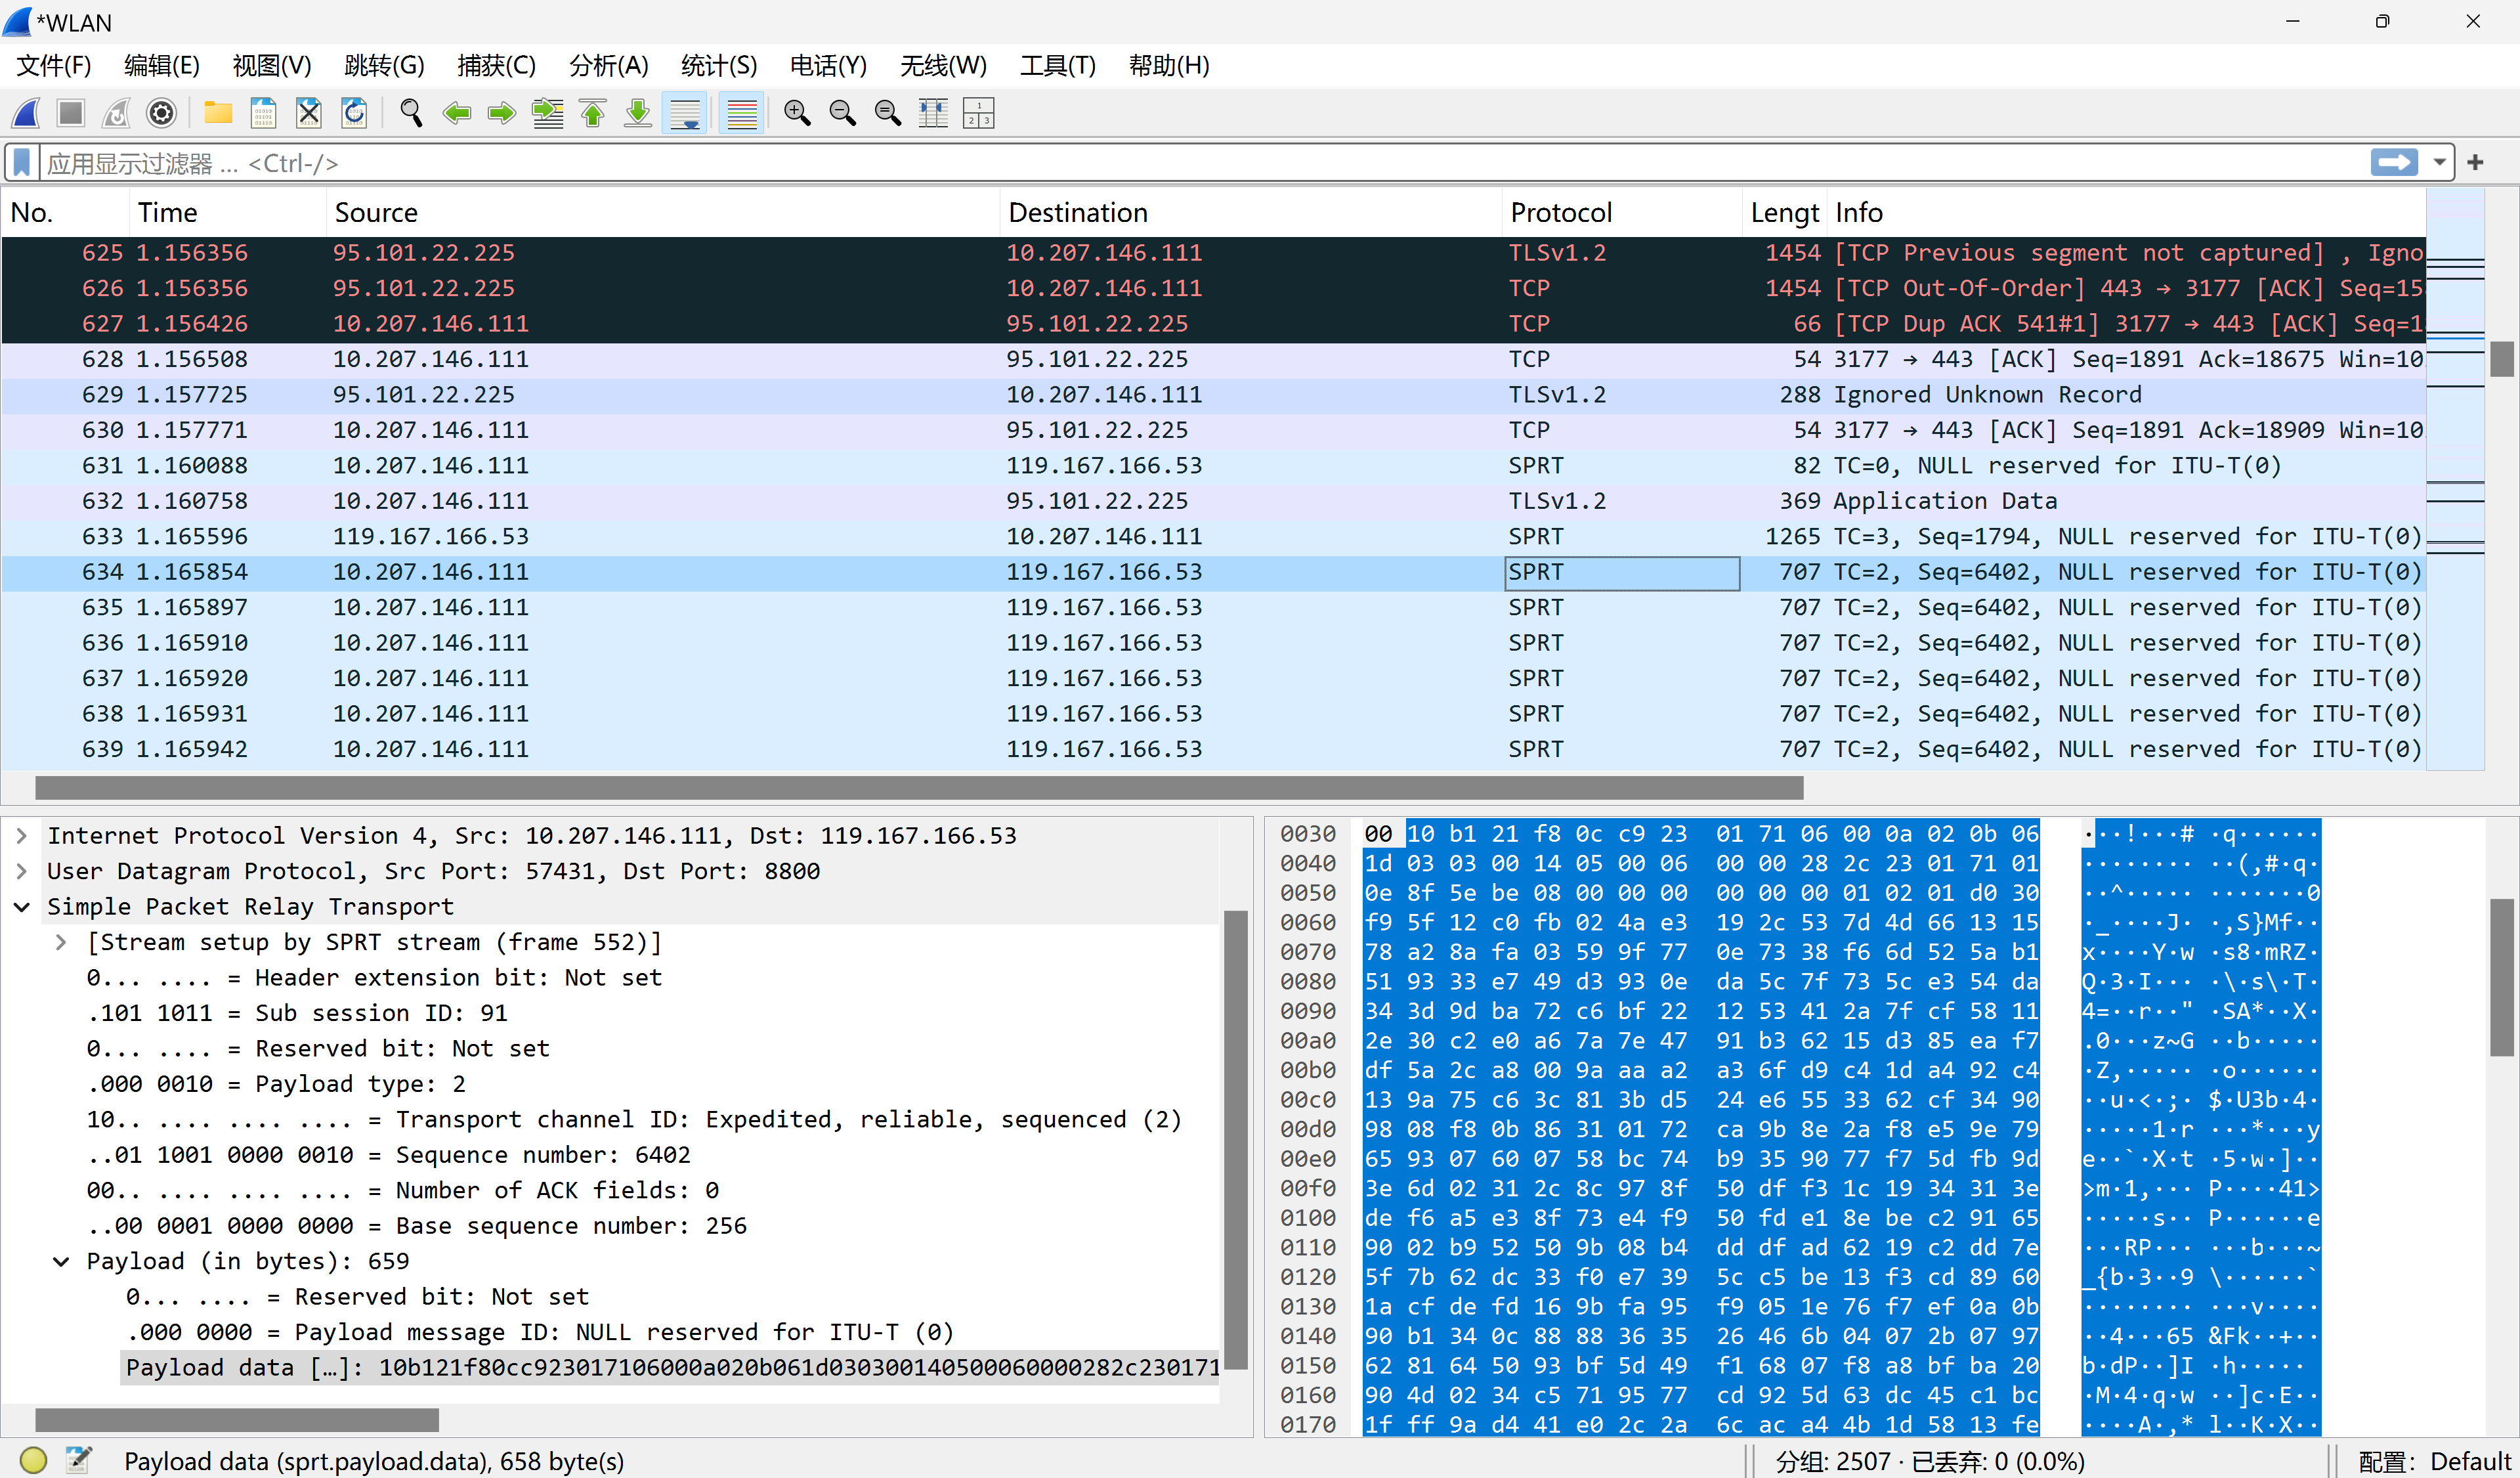 *WLAN
文件(F) 编辑(E) 视图(V) 跳转(G) 捕获(C) 分析(A) 统计(S) 电话(Y) 无线(W) 工具(T) 帮助(H)
应用显示过滤器 … <Ctrl-/>
No. Time Source Destination Protocol Lengt Info
625 1.156356 95.101.22.225 10.207.146.111 TLSv1.2 1454 [TCP Previous segment not captured] , Igno
626 1.156356 95.101.22.225 10.207.146.111 TCP 1454 [TCP Out-Of-Order] 443 → 3177 [ACK] Seq=15
627 1.156426 10.207.146.111 95.101.22.225 TCP 66 [TCP Dup ACK 541#1] 3177 → 443 [ACK] Seq=1
628 1.156508 10.207.146.111 95.101.22.225 TCP 54 3177 → 443 [ACK] Seq=1891 Ack=18675 Win=10
629 1.157725 95.101.22.225 10.207.146.111 TLSv1.2 288 Ignored Unknown Record
630 1.157771 10.207.146.111 95.101.22.225 TCP 54 3177 → 443 [ACK] Seq=1891 Ack=18909 Win=10
631 1.160088 10.207.146.111 119.167.166.53 SPRT 82 TC=0, NULL reserved for ITU-T(0)
632 1.160758 10.207.146.111 95.101.22.225 TLSv1.2 369 Application Data
633 1.165596 119.167.166.53 10.207.146.111 SPRT 1265 TC=3, Seq=1794, NULL reserved for ITU-T(0)
634 1.165854 10.207.146.111 119.167.166.53 SPRT 707 TC=2, Seq=6402, NULL reserved for ITU-T(0)
635 1.165897 10.207.146.111 119.167.166.53 SPRT 707 TC=2, Seq=6402, NULL reserved for ITU-T(0)
636 1.165910 10.207.146.111 119.167.166.53 SPRT 707 TC=2, Seq=6402, NULL reserved for ITU-T(0)
637 1.165920 10.207.146.111 119.167.166.53 SPRT 707 TC=2, Seq=6402, NULL reserved for ITU-T(0)
638 1.165931 10.207.146.111 119.167.166.53 SPRT 707 TC=2, Seq=6402, NULL reserved for ITU-T(0)
639 1.165942 10.207.146.111 119.167.166.53 SPRT 707 TC=2, Seq=6402, NULL reserved for ITU-T(0)
Internet Protocol Version 4, Src: 10.207.146.111, Dst: 119.167.166.53
User Datagram Protocol, Src Port: 57431, Dst Port: 8800
Simple Packet Relay Transport
[Stream setup by SPRT stream (frame 552)]
0... .... = Header extension bit: Not set
.101 1011 = Sub session ID: 91
0... .... = Reserved bit: Not set
.000 0010 = Payload type: 2
10.. .... .... .... = Transport channel ID: Expedited, reliable, sequenced (2)
..01 1001 0000 0010 = Sequence number: 6402
00.. .... .... .... = Number of ACK fields: 0
..00 0001 0000 0000 = Base sequence number: 256
Payload (in bytes): 659
0... .... = Reserved bit: Not set
.000 0000 = Payload message ID: NULL reserved for ITU-T (0)
Payload data […]: 10b121f80cc923017106000a020b061d030300140500060000282c230171
0030 00 10 b1 21 f8 0c c9 23 01 71 06 00 0a 02 0b 06 ···!···# ·q······
0040 1d 03 03 00 14 05 00 06 00 00 28 2c 23 01 71 01 ········ ··(,#·q·
0050 0e 8f 5e be 08 00 00 00 00 00 00 01 02 01 d0 30 ··^····· ·······0
0060 f9 5f 12 c0 fb 02 4a e3 19 2c 53 7d 4d 66 13 15 ·_····J· ·,S}Mf··
0070 78 a2 8a fa 03 59 9f 77 0e 73 38 f6 6d 52 5a b1 x····Y·w ·s8·mRZ·
0080 51 93 33 e7 49 d3 93 0e da 5c 7f 73 5c e3 54 da Q·3·I··· ·\·s\·T·
0090 34 3d 9d ba 72 c6 bf 22 12 53 41 2a 7f cf 58 11 4=··r··" ·SA*··X·
00a0 2e 30 c2 e0 a6 7a 7e 47 91 b3 62 15 d3 85 ea f7 .0···z~G ··b·····
00b0 df 5a 2c a8 00 9a aa a2 a3 6f d9 c4 1d a4 92 c4 ·Z,····· ·o······
00c0 13 9a 75 c6 3c 81 3b d5 24 e6 55 33 62 cf 34 90 ··u·<·;· $·U3b·4·
00d0 98 08 f8 0b 86 31 01 72 ca 9b 8e 2a f8 e5 9e 79 ·····1·r ···*···y
00e0 65 93 07 60 07 58 bc 74 b9 35 90 77 f7 5d fb 9d e··`·X·t ·5·w·]··
00f0 3e 6d 02 31 2c 8c 97 8f 50 df f3 1c 19 34 31 3e >m·1,··· P····41>
0100 de f6 a5 e3 8f 73 e4 f9 50 fd e1 8e be c2 91 65 ·····s·· P······e
0110 90 02 b9 52 50 9b 08 b4 dd df ad 62 19 c2 dd 7e ···RP··· ···b···~
0120 5f 7b 62 dc 33 f0 e7 39 5c c5 be 13 f3 cd 89 60 _{b·3··9 \······`
0130 1a cf de fd 16 9b fa 95 f9 05 1e 76 f7 ef 0a 0b ········ ···v····
0140 90 b1 34 0c 88 88 36 35 26 46 6b 04 07 2b 07 97 ··4···65 &Fk··+··
0150 62 81 64 50 93 bf 5d 49 f1 68 07 f8 a8 bf ba 20 b·dP··]I ·h·····
0160 90 4d 02 34 c5 71 95 77 cd 92 5d 63 dc 45 c1 bc ·M·4·q·w ··]c·E··
0170 1f ff 9a d4 41 e0 2c 2a 6c ac a4 4b 1d 58 13 fe ····A·,* l··K·X··
Payload data (sprt.payload.data), 658 byte(s) 分组: 2507 · 已丢弃: 0 (0.0%) 配置: Default